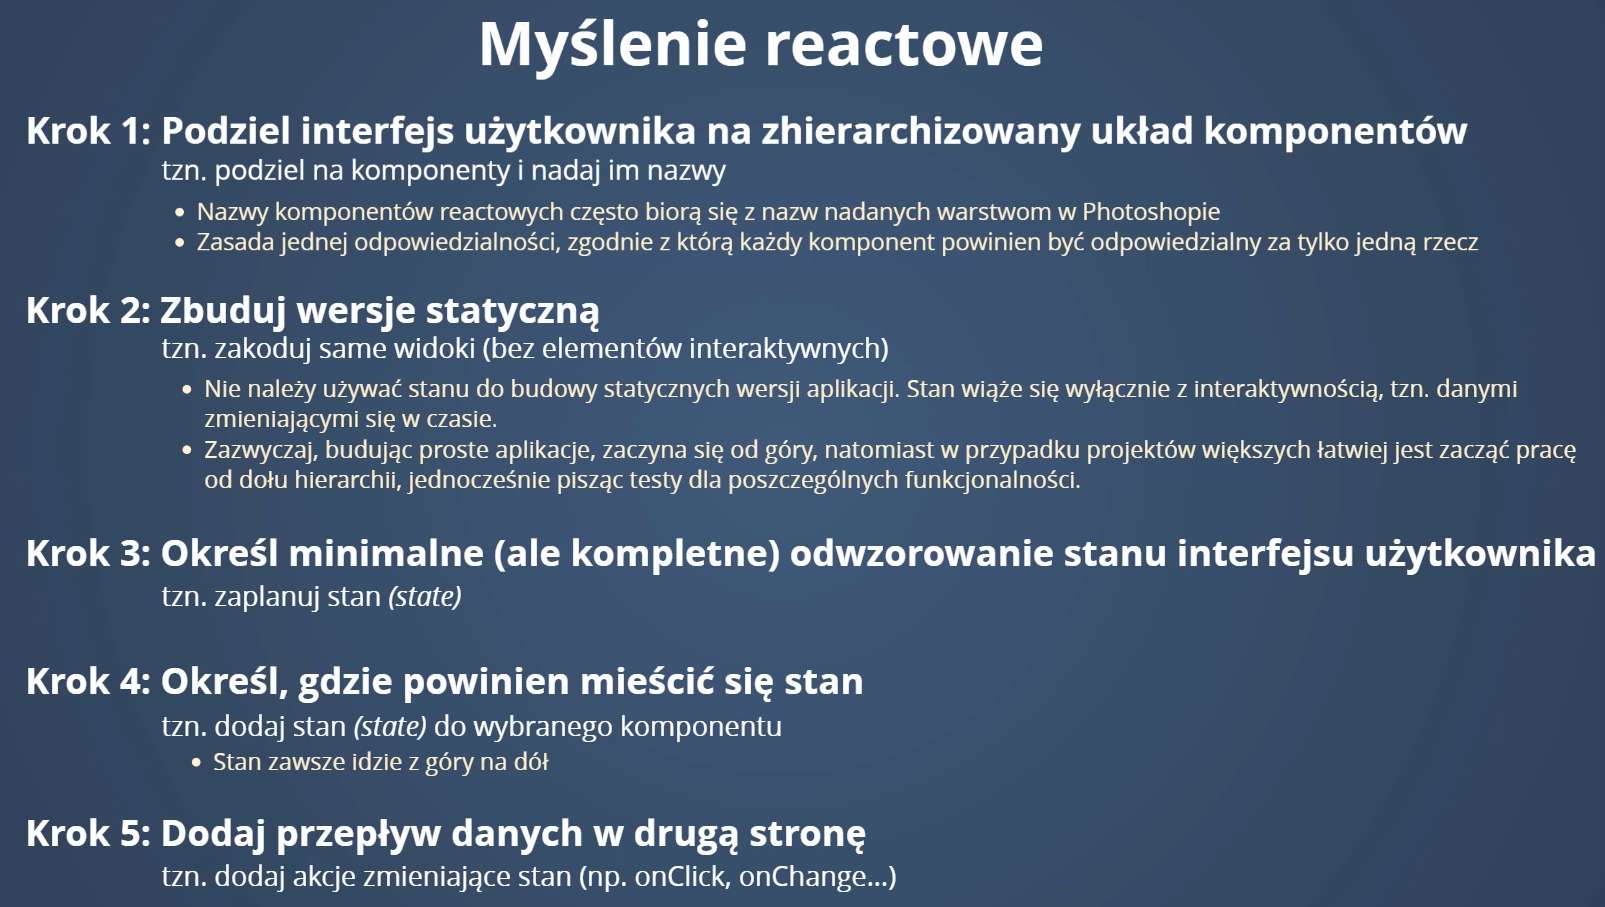 Myślenie reactowe
Krok 1: Podziel interfejs użytkownika na zhierarchizowany układ komponentów
tzn. podziel na komponenty i nadaj im nazwy
• Nazwy komponentów reactowych często biorą się z nazw nadanych warstwom w Photoshopie
• Zasada jednej odpowiedzialności, zgodnie z którą każdy komponent powinien być odpowiedzialny za tylko jedną rzecz
Krok 2: Zbuduj wersje statyczną
tzn. zakoduj same widoki (bez elementów interaktywnych)
• Nie należy używać stanu do budowy statycznych wersji aplikacji. Stan wiąże się wyłącznie z interaktywnością, tzn. danymi
zmieniającymi się w czasie.
• Zazwyczaj, budując proste aplikacje, zaczyna się od góry, natomiast w przypadku projektów większych łatwiej jest zacząć pracę
od dołu hierarchii, jednocześnie pisząc testy dla poszczególnych funkcjonalności.
Krok 3: Określ minimalne (ale kompletne) odwzorowanie stanu interfejsu użytkownika
tzn. zaplanuj stan (state)
Krok 4: Określ, gdzie powinien mieścić się stan
tzn. dodaj stan (state) do wybranego komponentu
• Stan zawsze idzie z góry na dół
Krok 5: Dodaj przepływ danych w drugą stronę
tzn. dodaj akcje zmieniające stan (np. onClick, onChange...)